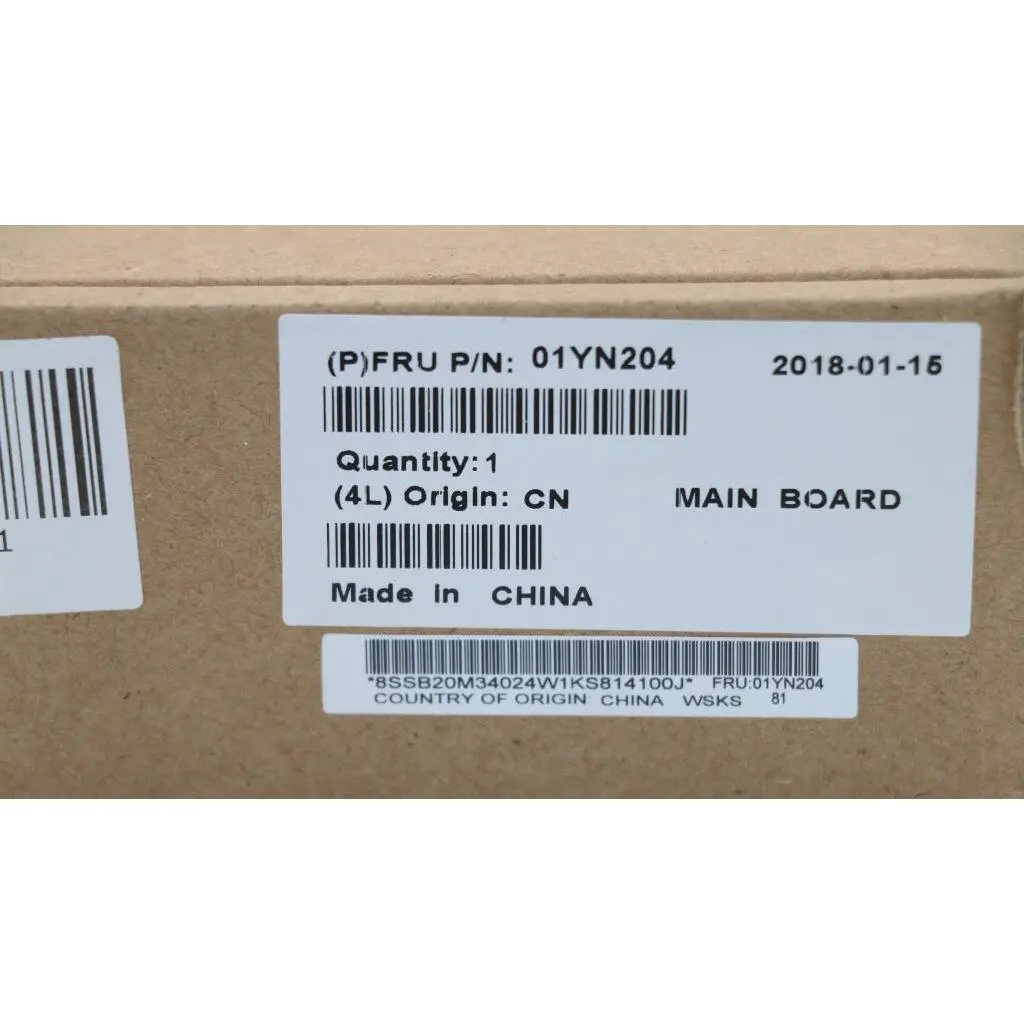 (P)FRU P/N: 01YN204 2018-01-15
Quantity:1
(4L) Origin: CN MAIN BOARD
Made in CHINA
1
*8SSB20M34024W1KS814100J* FRU:01YN204
COUNTRY OF ORIGIN: CHINA WSKS 81